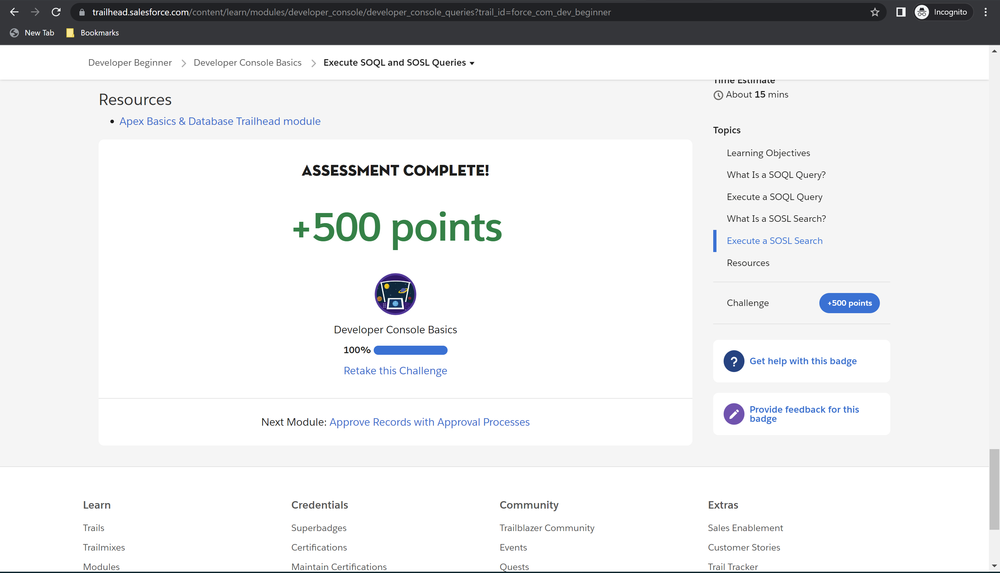 trailhead.salesforce.com/content/learn/modules/developer_console/developer_console_queries?trail_id=force_com_dev_beginner
Incognito
New Tab
Bookmarks
Developer Beginner
Developer Console Basics
Execute SOQL and SOSL Queries
Resources
Apex Basics & Database Trailhead module
ASSESSMENT COMPLETE!
+500 points
Developer Console Basics
100%
Retake this Challenge
Next Module: Approve Records with Approval Processes
Time Estimate
About 15 mins
Topics
Learning Objectives
What Is a SOQL Query?
Execute a SOQL Query
What Is a SOSL Search?
Execute a SOSL Search
Resources
Challenge
+500 points
?
Get help with this badge
Provide feedback for this
badge
Learn
Trails
Trailmixes
Modules
Credentials
Superbadges
Certifications
Maintain Certifications
Community
Trailblazer Community
Events
Quests
Extras
Sales Enablement
Customer Stories
Trail Tracker